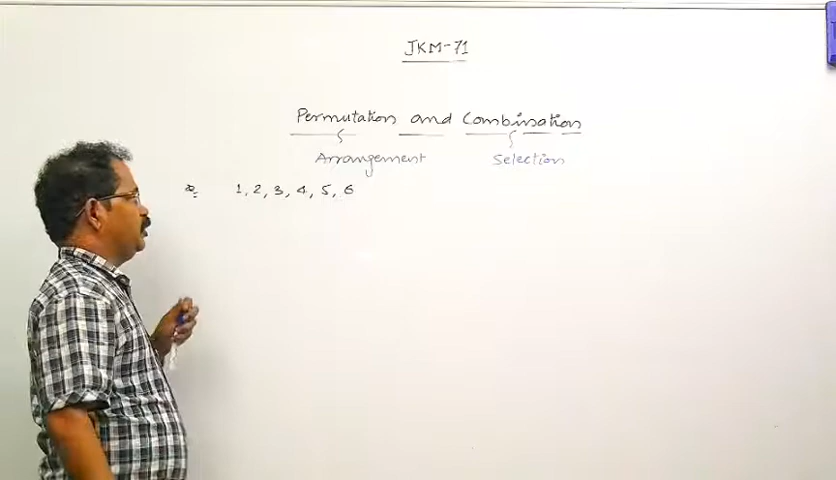 JKM-71
Permutation and Combination
Arrangement Selection
1, 2, 3, 4, 5, 6